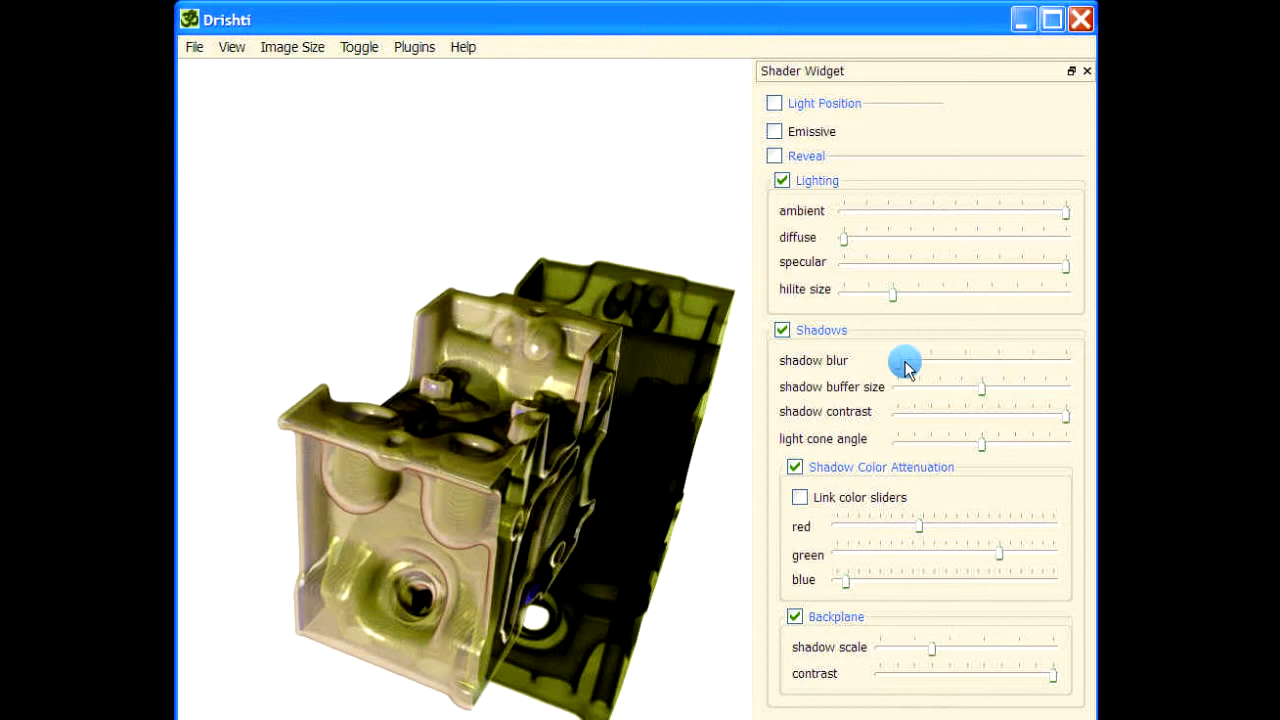 Drishti
File View Image Size Toggle Plugins Help
Shader Widget
Light Position
Emissive
Reveal
Lighting
ambient
diffuse
specular
hilite size
Shadows
shadow blur
shadow buffer size
shadow contrast
light cone angle
Shadow Color Attenuation
Link color sliders
red
green
blue
Backplane
shadow scale
contrast